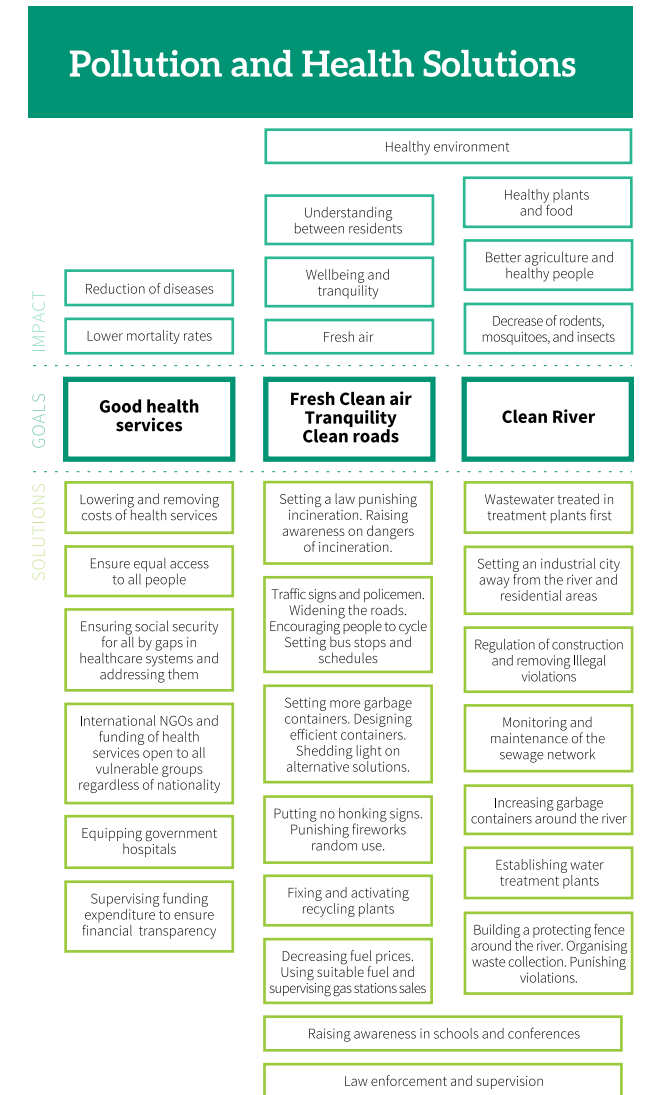 Pollution and Health Solutions
Healthy environment
IMPACT
Reduction of diseases
Lower mortality rates
Understanding
between residents
Wellbeing and
tranquility
Fresh air
Healthy plants
and food
Better agriculture and
healthy people
Decrease of rodents,
mosquitoes, and insects
GOALS
Good health
services
Fresh Clean air
Tranquility
Clean roads
Clean River
SOLUTIONS
Lowering and removing
costs of health services
Ensure equal access
to all people
Ensuring social security
for all by gaps in
healthcare systems and
addressing them
International NGOs and
funding of health
services open to all
vulnerable groups
regardless of nationality
Equipping government
hospitals
Supervising funding
expenditure to ensure
financial transparency
Setting a law punishing
incineration. Raising
awareness on dangers
of incineration.
Traffic signs and policemen.
Widening the roads.
Encouraging people to cycle
Setting bus stops and
schedules
Setting more garbage
containers. Designing
efficient containers.
Shedding light on
alternative solutions.
Putting no honking signs.
Punishing fireworks
random use.
Fixing and activating
recycling plants
Decreasing fuel prices.
Using suitable fuel and
supervising gas stations sales
Wastewater treated in
treatment plants first
Setting an industrial city
away from the river and
residential areas
Regulation of construction
and removing Illegal
violations
Monitoring and
maintenance of the
sewage network
Increasing garbage
containers around the river
Establishing water
treatment plants
Building a protecting fence
around the river. Organising
waste collection. Punishing
violations.
Raising awareness in schools and conferences
Law enforcement and supervision